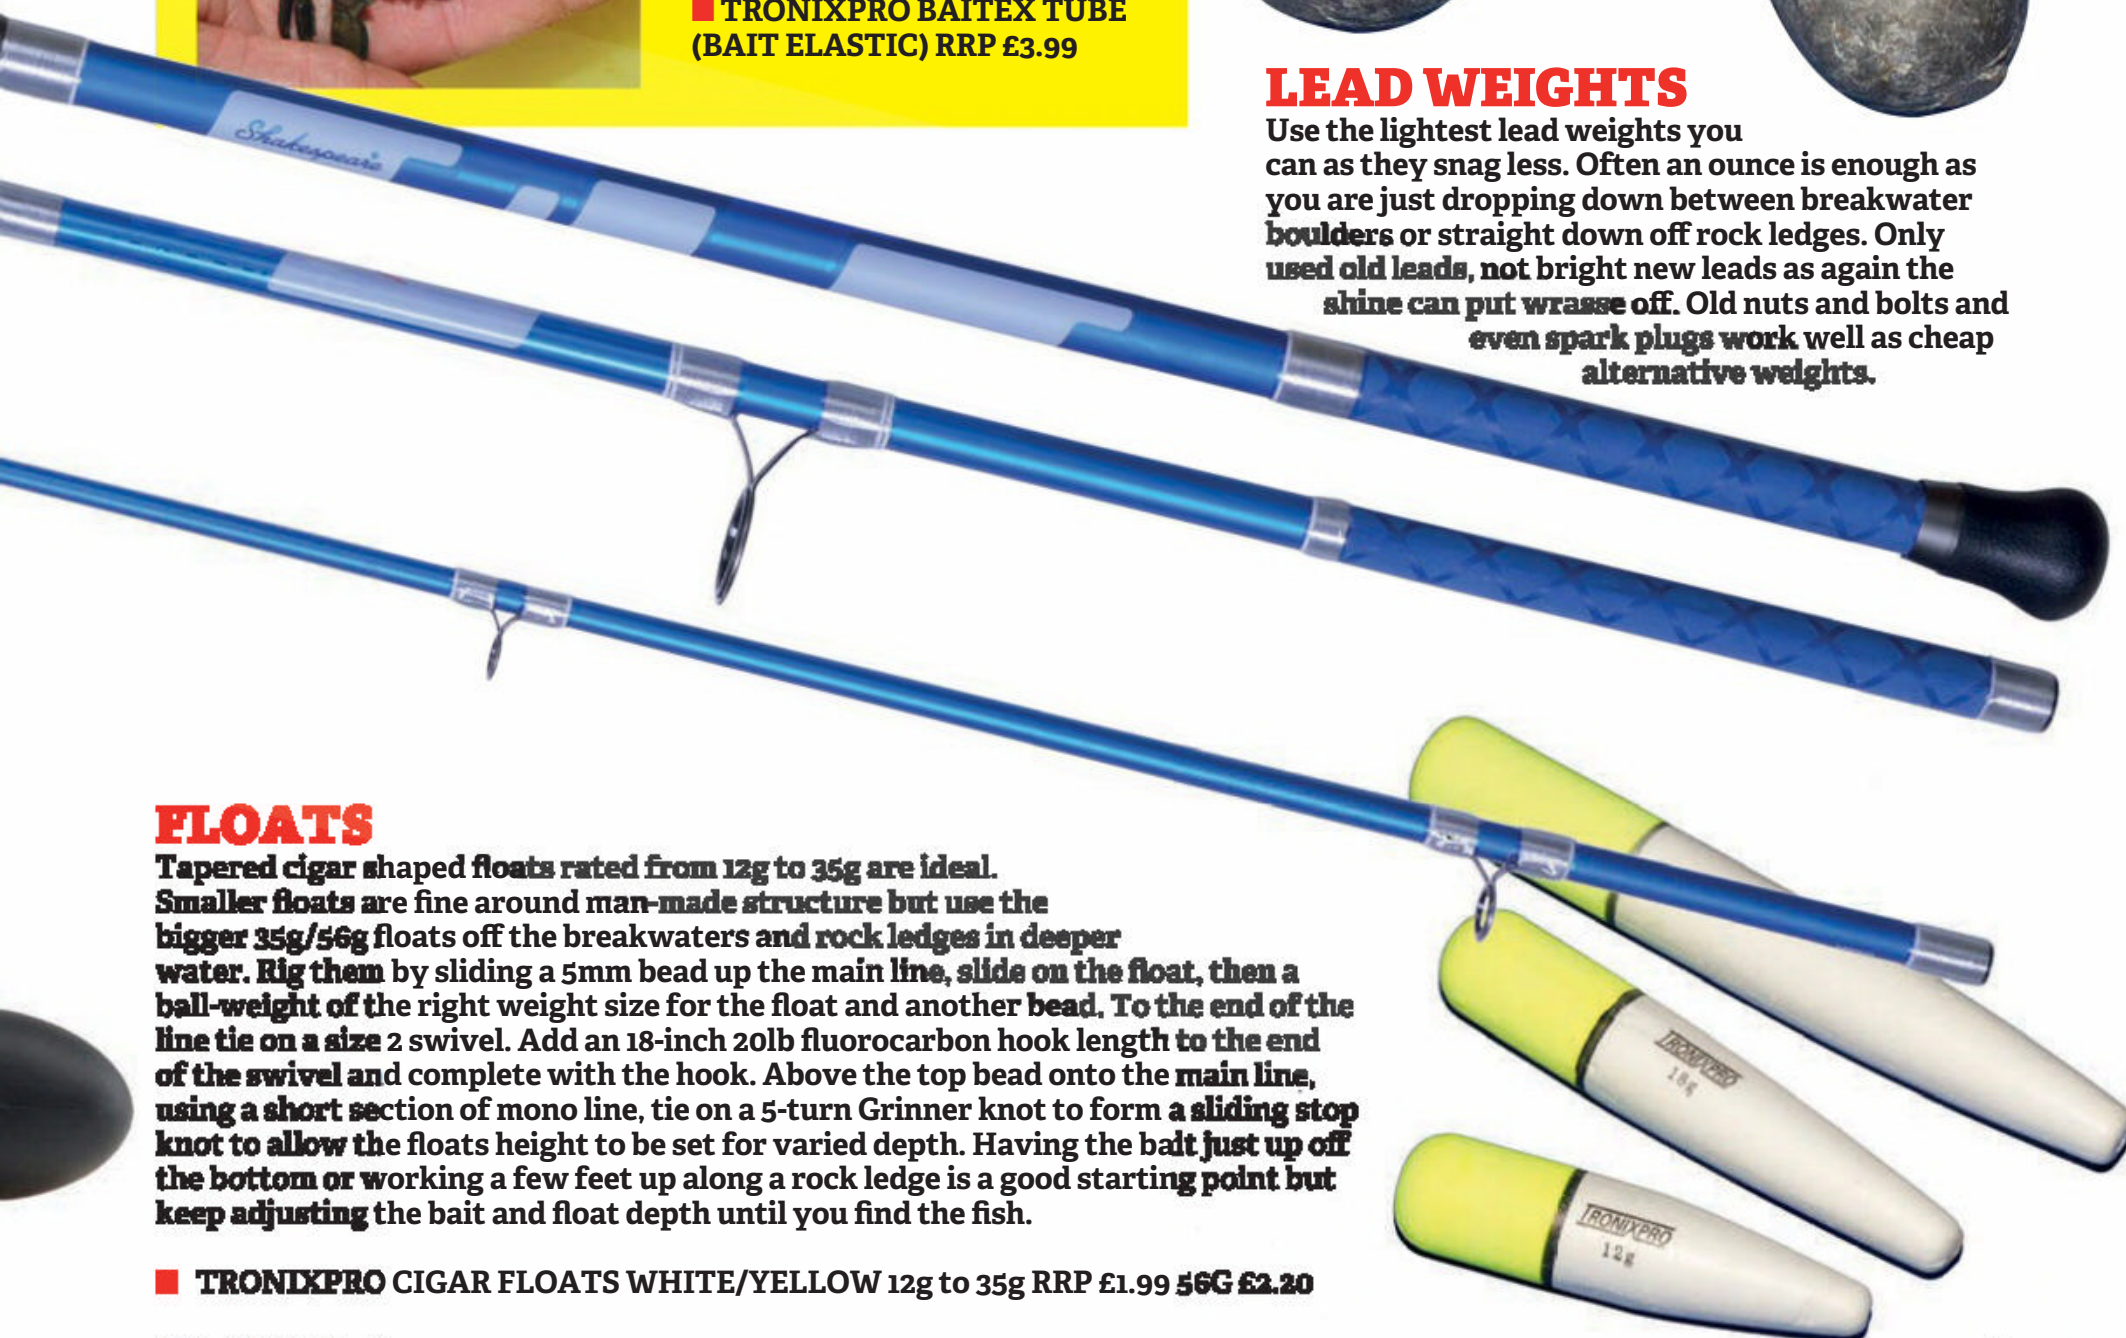 TRONIXPRO BAITEX TUBE
(BAIT ELASTIC) RRP £3.99
LEAD WEIGHTS
Use the lightest lead weights you
can as they snag less. Often an ounce is enough as
you are just dropping down between breakwater
boulders or straight down off rock ledges. Only
used old leads, not bright new leads as again the
shine can put wrasse off. Old nuts and bolts and
even spark plugs work well as cheap
alternative weights.
Shakespeare
FLOATS
Tapered cigar shaped floats rated from 12g to 35g are ideal.
Smaller floats are fine around man-made structure but use the
bigger 35g/56g floats off the breakwaters and rock ledges in deeper
water. Rig them by sliding a 5mm bead up the main line, slide on the float, then a
ball-weight of the right weight size for the float and another bead. To the end of the
line tie on a size 2 swivel. Add an 18-inch 20lb fluorocarbon hook length to the end
of the swivel and complete with the hook. Above the top bead onto the main line,
using a short section of mono line, tie on a 5-turn Grinner knot to form a sliding stop
knot to allow the floats height to be set for varied depth. Having the bait just up off
the bottom or working a few feet up along a rock ledge is a good starting point but
keep adjusting the bait and float depth until you find the fish.
TRONIXPRO CIGAR FLOATS WHITE/YELLOW 12g to 35g RRP £1.99 56G £2.20
TRONIXPRO
18g
TRONIXPRO
12g